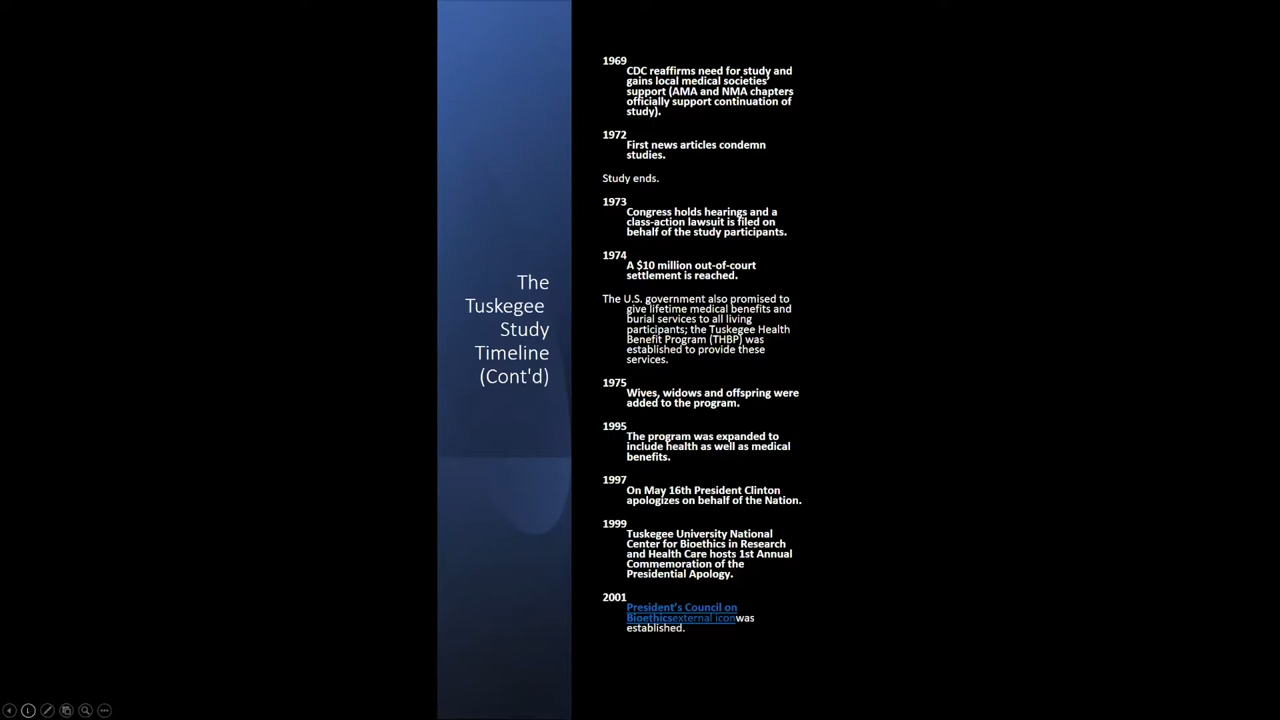 The
Tuskegee
Study
Timeline
(Cont'd)
1969
CDC reaffirms need for study and
gains local medical societies'
support (AMA and NMA chapters
officially support continuation of
study).
1972
First news articles condemn
studies.
Study ends.
1973
Congress holds hearings and a
class-action lawsuit is filed on
behalf of the study participants.
1974
A $10 million out-of-court
settlement is reached.
The U.S. government also promised to
give lifetime medical benefits and
burial services to all living
participants; the Tuskegee Health
Benefit Program (THBP) was
established to provide these
services.
1975
Wives, widows and offspring were
added to the program.
1995
The program was expanded to
include health as well as medical
benefits.
1997
On May 16th President Clinton
apologizes on behalf of the Nation.
1999
Tuskegee University National
Center for Bioethics in Research
and Health Care hosts 1st Annual
Commemoration of the
Presidential Apology.
2001
President's Council on
Bioethicsexternal iconwas
established.